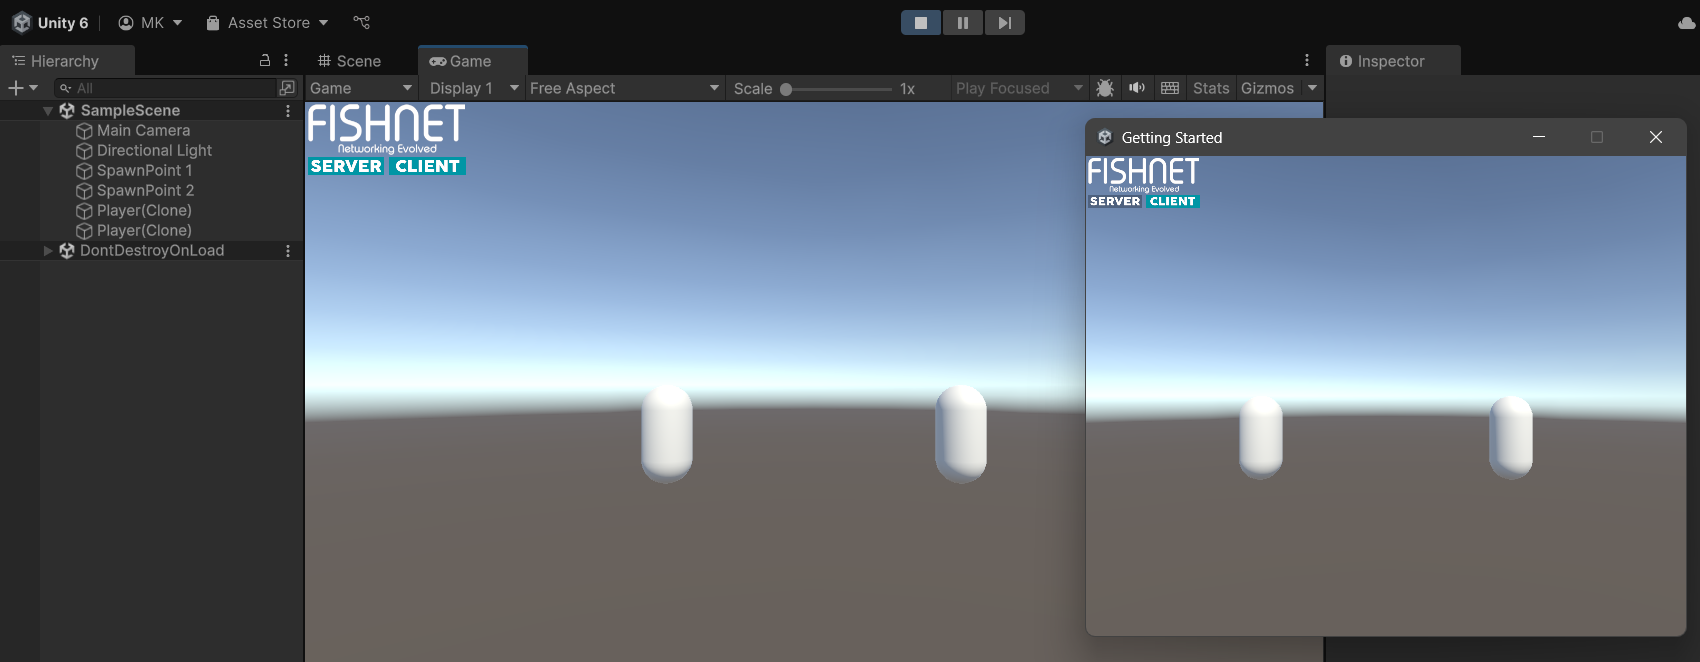 Unity 6 MK Asset Store
Hierarchy
All
SampleScene
Main Camera
Directional Light
SpawnPoint 1
SpawnPoint 2
Player(Clone)
Player(Clone)
DontDestroyOnLoad
Scene Game
Game Display 1 Free Aspect Scale 1x Play Focused Stats Gizmos
FISHNET
Networking Evolved
SERVER CLIENT
Inspector
Getting Started
FISHNET
Networking Evolved
SERVER CLIENT